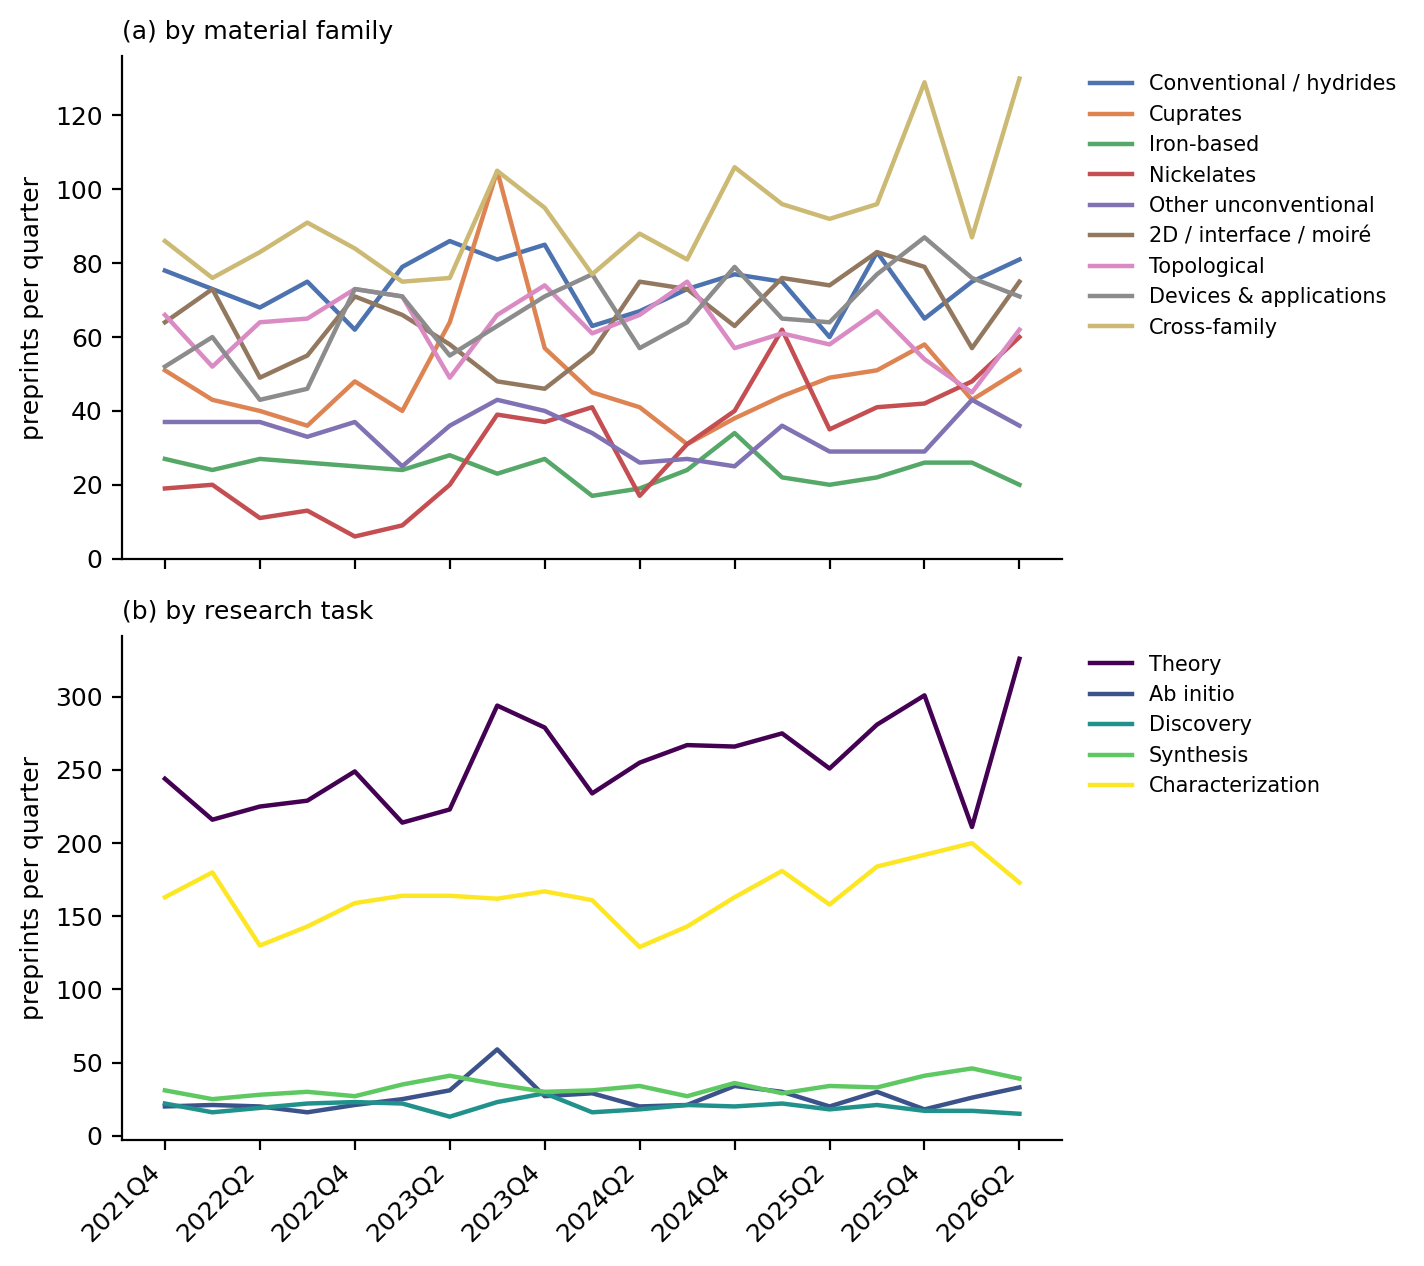 (a) by material family
preprints per quarter
120
100
80
60
40
20
0
Conventional / hydrides
Cuprates
Iron-based
Nickelates
Other unconventional
2D / interface / moiré
Topological
Devices & applications
Cross-family
(b) by research task
preprints per quarter
300
250
200
150
100
50
0
Theory
Ab initio
Discovery
Synthesis
Characterization
2021Q4
2022Q2
2022Q4
2023Q2
2023Q4
2024Q2
2024Q4
2025Q2
2025Q4
2026Q2